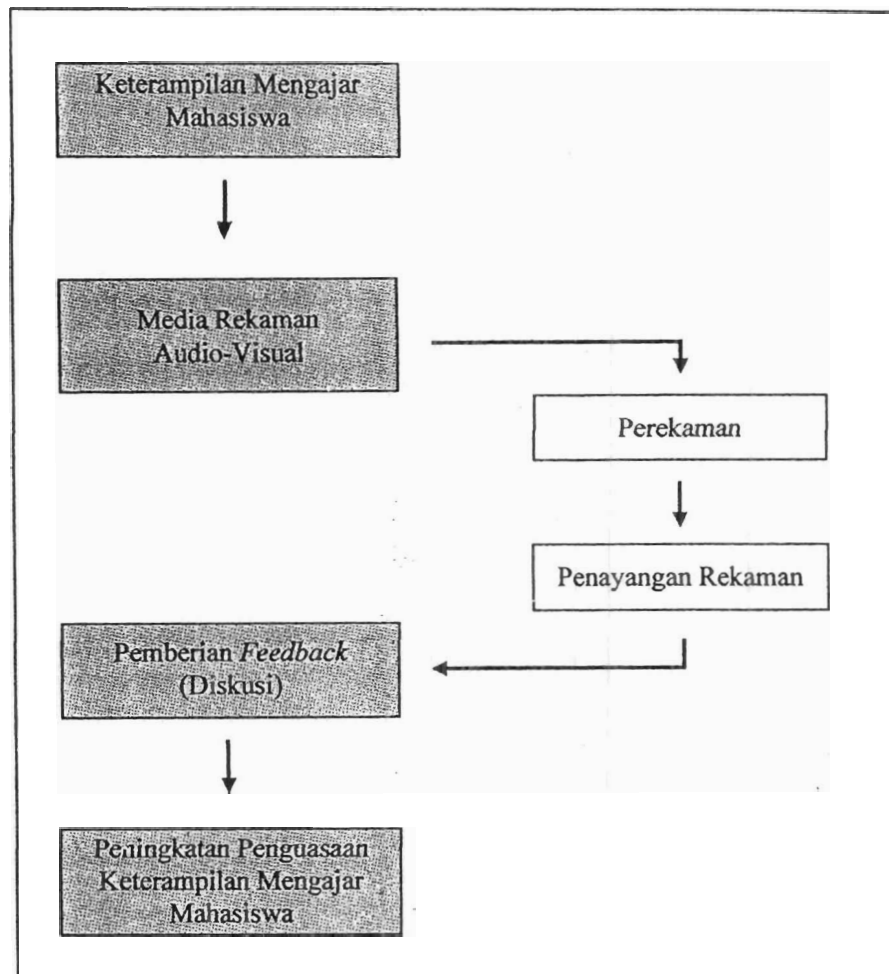 Keterampilan Mengajar
Mahasiswa
Media Rekaman
Audio-Visual
Perekaman
Penayangan Rekaman
Pemberian Feedback
(Diskusi)
Peningkatan Penguasaan
Keterampilan Mengajar
Mahasiswa